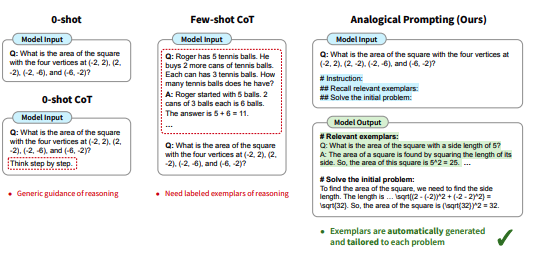 0-shot
Model Input
Q: What is the area of the square
with the four vertices at (-2, 2), (2,
-2), (-2, -6), and (-6, -2)?
0-shot CoT
Model Input
Q: What is the area of the square
with the four vertices at (-2, 2), (2,
-2), (-2, -6), and (-6, -2)?
Think step by step.
• Generic guidance of reasoning
Few-shot CoT
Model Input
Q: Roger has 5 tennis balls. He
buys 2 more cans of tennis balls.
Each can has 3 tennis balls. How
many tennis balls does he have?
A: Roger started with 5 balls. 2
cans of 3 balls each is 6 balls.
The answer is 5 + 6 = 11.
...
Q: What is the area of the square
with the four vertices at (-2, 2), (2,
-2), (-2, -6), and (-6, -2)?
• Need labeled exemplars of reasoning
Analogical Prompting (Ours)
Model Input
Q: What is the area of the square with the four vertices at
(-2, 2), (2, -2), (-2, -6), and (-6, -2)?
# Instruction:
## Recall relevant exemplars:
## Solve the initial problem:
Model Output
# Relevant exemplars:
Q: What is the area of the square with a side length of 5?
A: The area of a square is found by squaring the length of its
side. So, the area of this square is 5^2 = 25. ...
# Solve the initial problem:
To find the area of the square, we need to find the side
length. The length is ... \sqrt{(2 - (-2))^2 + (-2 - 2)^2} =
\sqrt{32}. So, the area of the square is (\sqrt{32})^2 = 32.
• Exemplars are automatically generated
and tailored to each problem